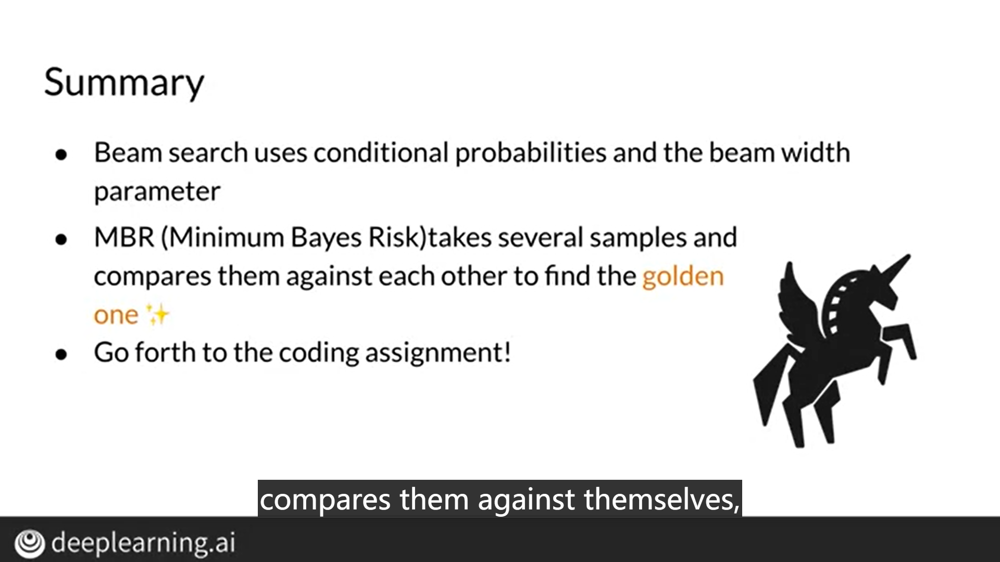 Summary
● Beam search uses conditional probabilities and the beam width
parameter
● MBR (Minimum Bayes Risk)takes several samples and
compares them against each other to find the golden
one ✨
● Go forth to the coding assignment!
compares them against themselves,
deeplearning.ai